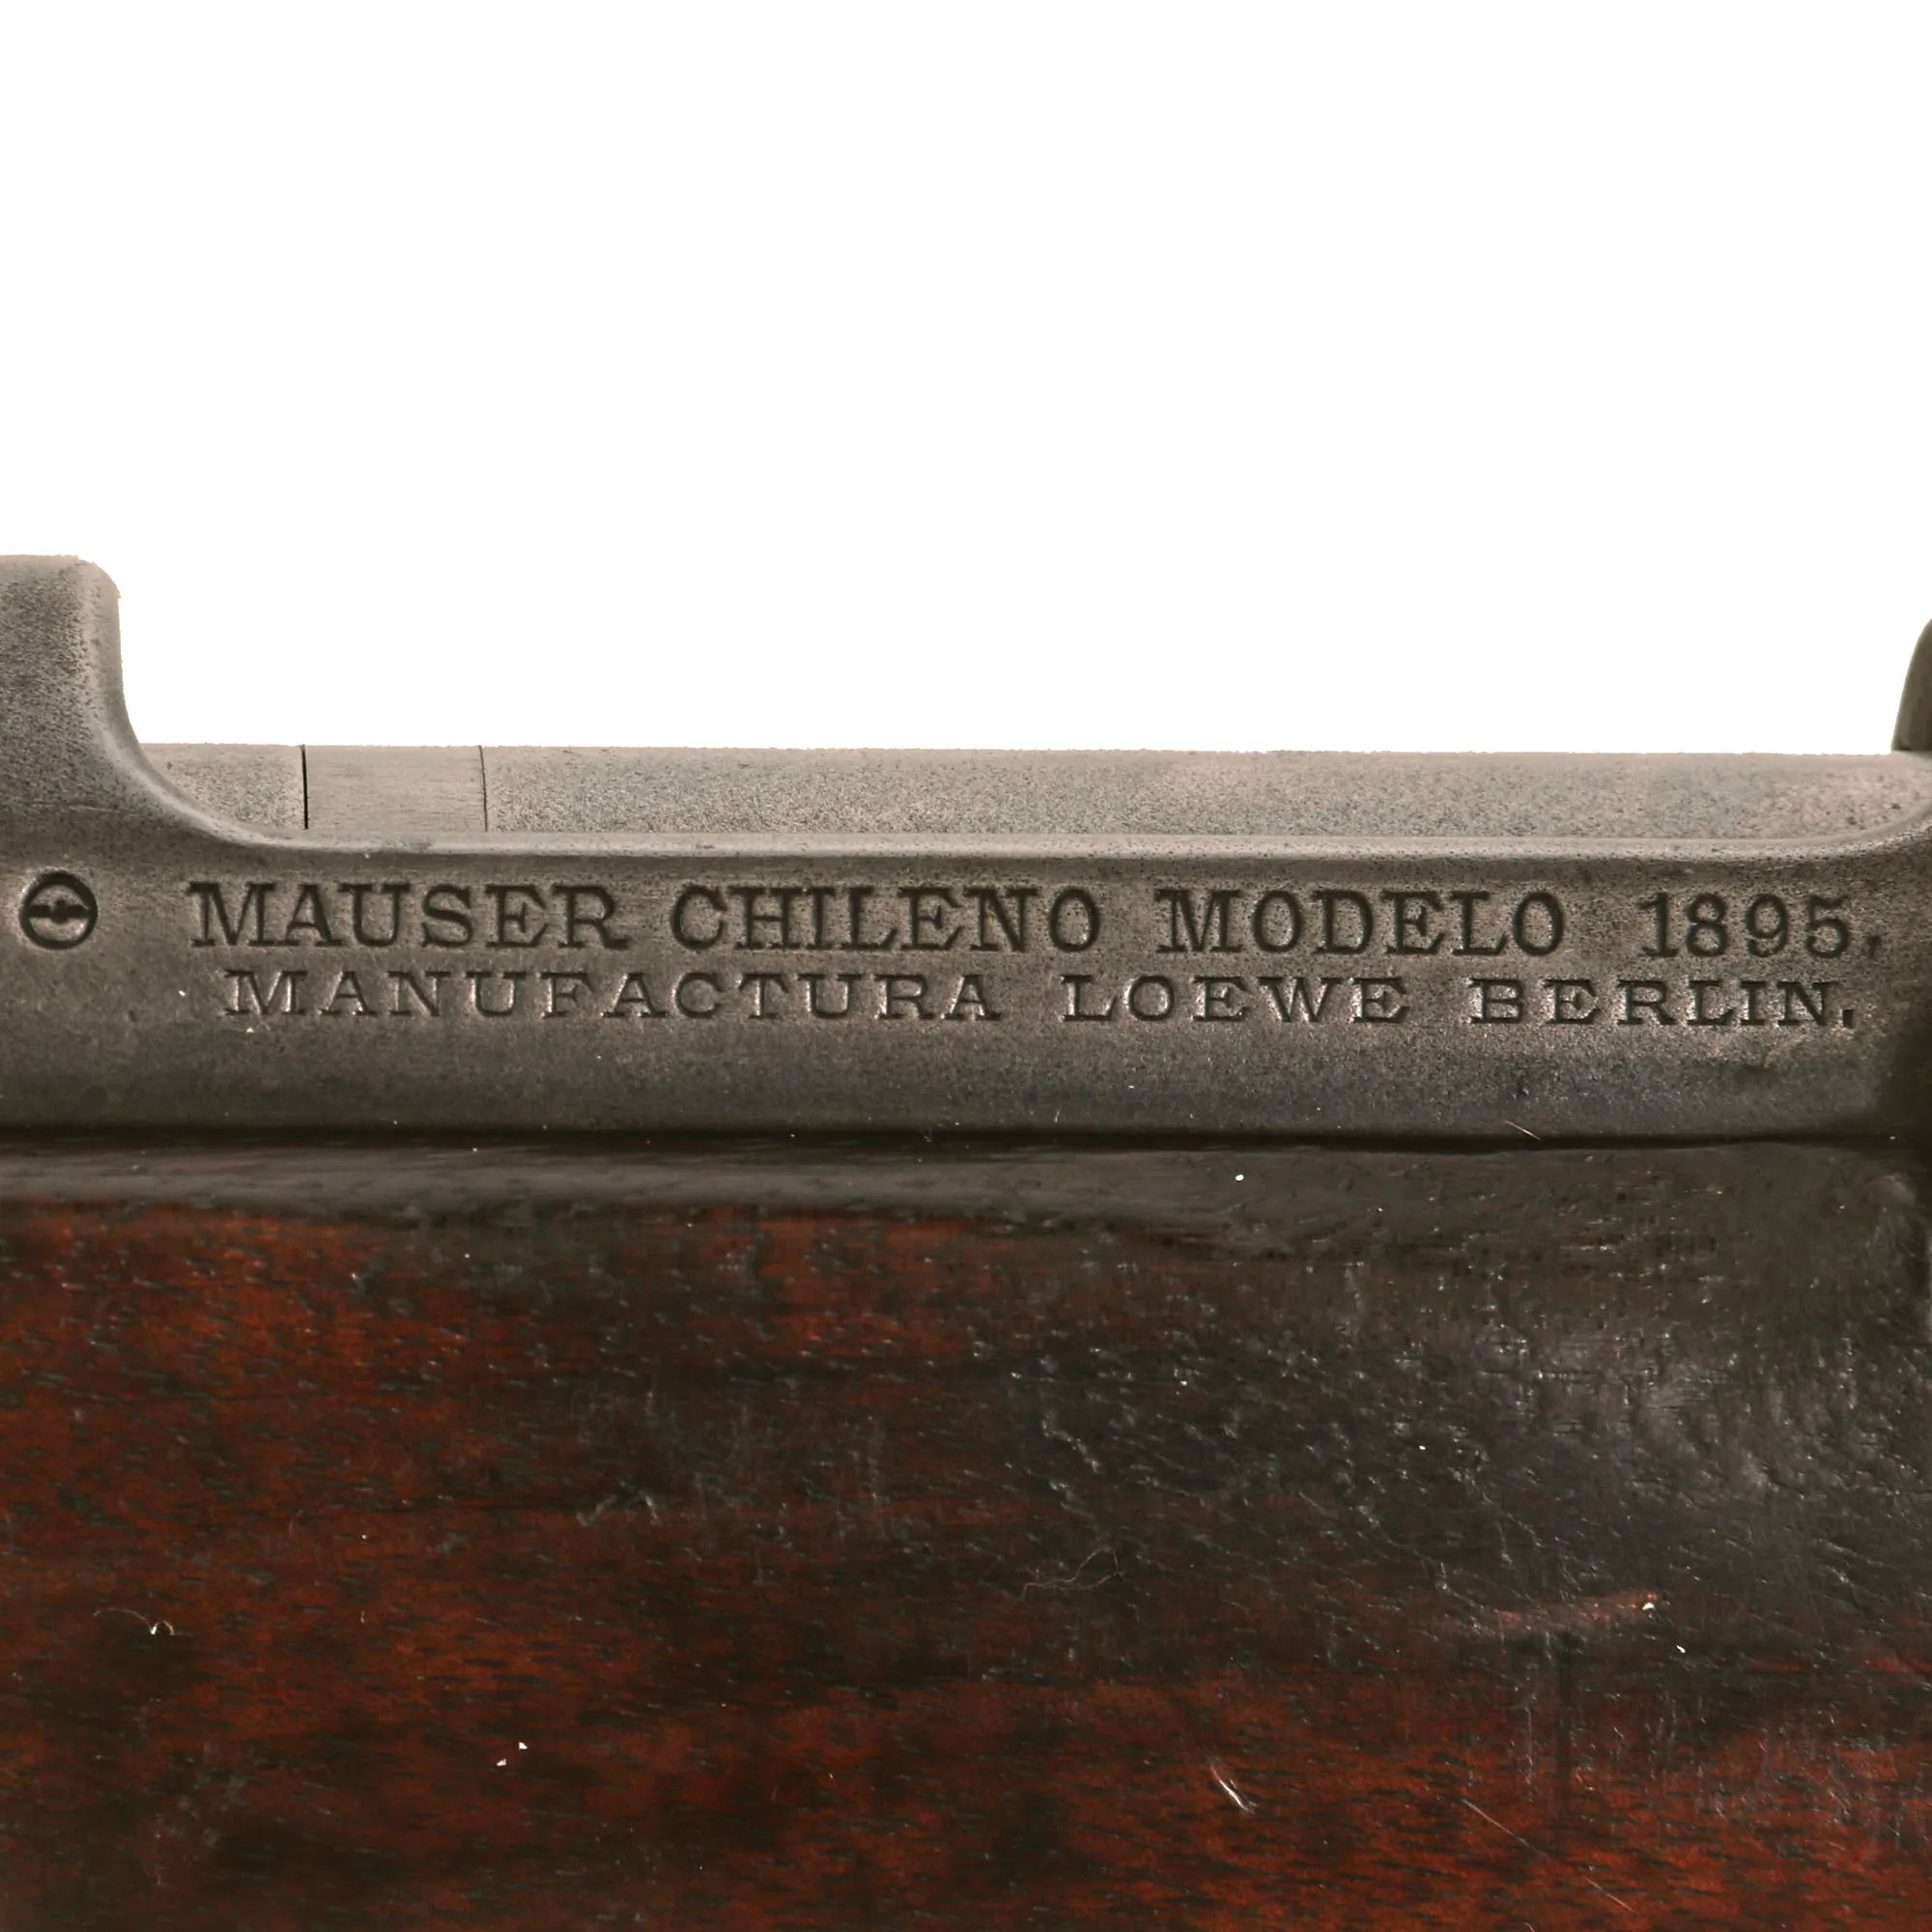 MAUSER CHILENO MODELO 1895.
MANUFACTURA LOEWE BERLIN.